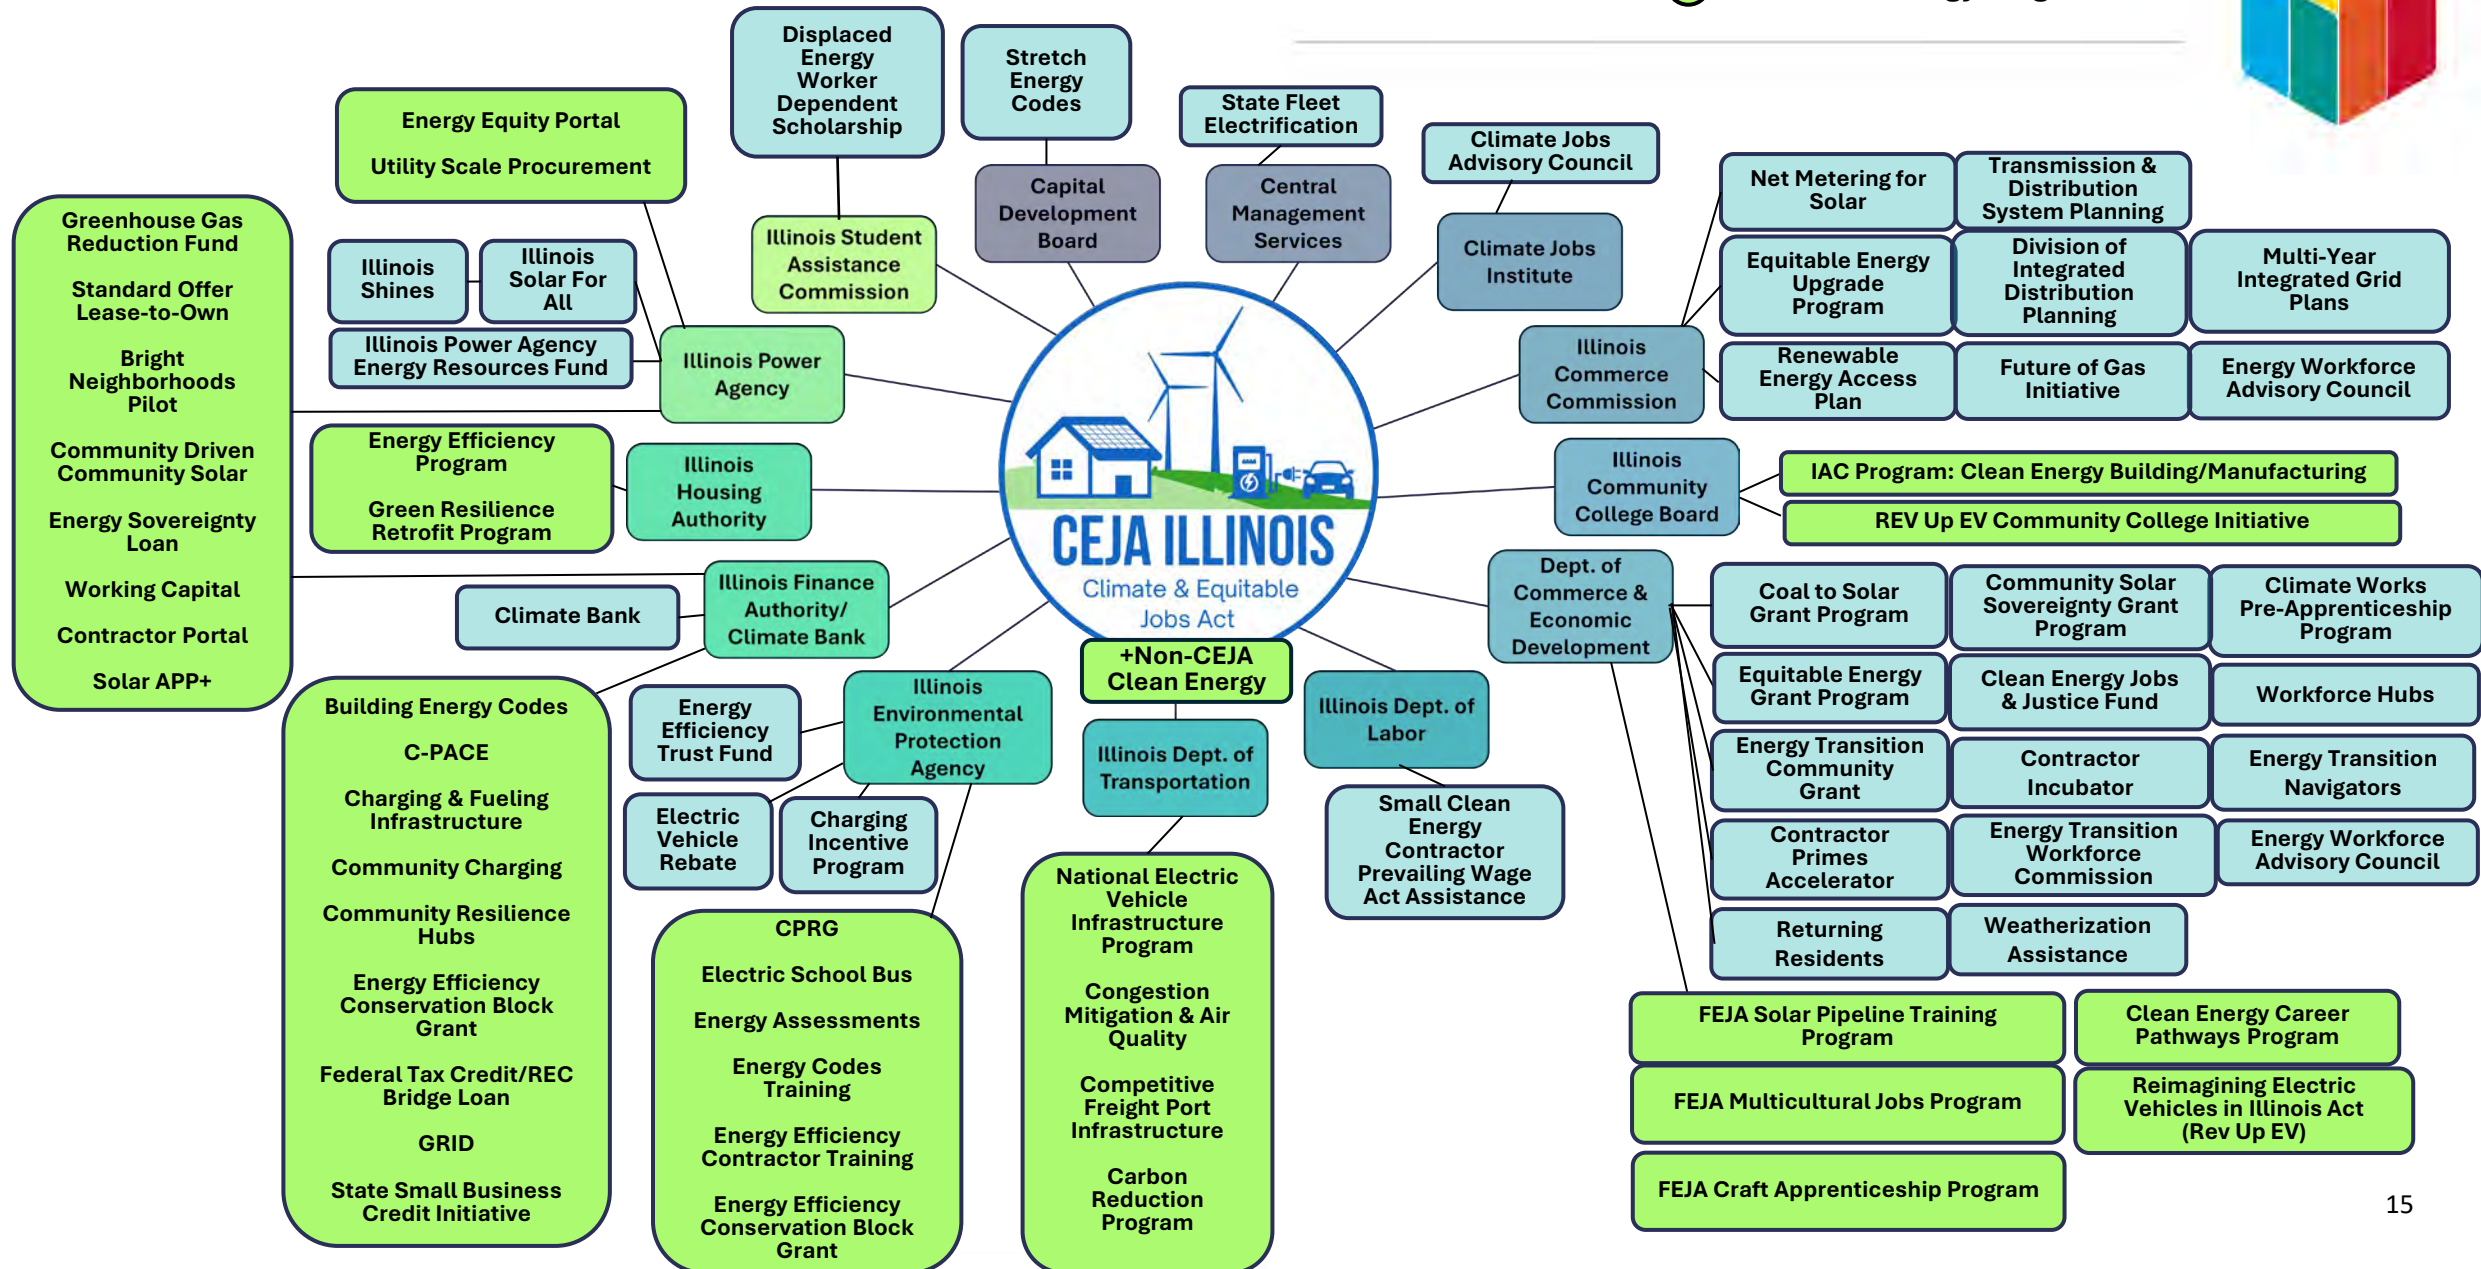 Displaced
Energy
Worker
Dependent
Scholarship
Stretch
Energy
Codes
State Fleet
Electrification
Climate Jobs
Advisory Council
Energy Equity Portal
Utility Scale Procurement
Illinois Student
Assistance
Commission
Capital
Development
Board
Central
Management
Services
Climate Jobs
Institute
Net Metering for
Solar
Transmission &
Distribution
System Planning
Equitable Energy
Upgrade
Program
Division of
Integrated
Distribution
Planning
Multi-Year
Integrated Grid
Plans
Renewable
Energy Access
Plan
Future of Gas
Initiative
Energy Workforce
Advisory Council
Illinois
Commerce
Commission
Greenhouse Gas
Reduction Fund
Standard Offer
Lease-to-Own
Bright
Neighborhoods
Pilot
Community Driven
Community Solar
Energy Sovereignty
Loan
Working Capital
Contractor Portal
Solar APP+
Illinois
Shines
Illinois
Solar For
All
Illinois Power Agency
Energy Resources Fund
Illinois Power
Agency
Energy Efficiency
Program
Green Resilience
Retrofit Program
Illinois
Housing
Authority
Climate Bank
Illinois Finance
Authority/
Climate Bank
CEJA ILLINOIS
Climate & Equitable
Jobs Act
+Non-CEJA
Clean Energy
Illinois
Community
College Board
IAC Program: Clean Energy Building/Manufacturing
REV Up EV Community College Initiative
Dept. of
Commerce &
Economic
Development
Coal to Solar
Grant Program
Community Solar
Sovereignty Grant
Program
Climate Works
Pre-Apprenticeship
Program
Equitable Energy
Grant Program
Clean Energy Jobs
& Justice Fund
Workforce Hubs
Energy Transition
Community
Grant
Contractor
Incubator
Energy Transition
Navigators
Contractor
Primes
Accelerator
Energy Transition
Workforce
Commission
Energy Workforce
Advisory Council
Returning
Residents
Weatherization
Assistance
Building Energy Codes
C-PACE
Charging & Fueling
Infrastructure
Community Charging
Community Resilience
Hubs
Energy Efficiency
Conservation Block
Grant
Federal Tax Credit/REC
Bridge Loan
GRID
State Small Business
Credit Initiative
Energy
Efficiency
Trust Fund
Illinois
Environmental
Protection
Agency
Electric
Vehicle
Rebate
Charging
Incentive
Program
CPRG
Electric School Bus
Energy Assessments
Energy Codes
Training
Energy Efficiency
Contractor Training
Energy Efficiency
Conservation Block
Grant
Illinois Dept. of
Transportation
National Electric
Vehicle
Infrastructure
Program
Congestion
Mitigation & Air
Quality
Competitive
Freight Port
Infrastructure
Carbon
Reduction
Program
Illinois Dept. of
Labor
Small Clean
Energy
Contractor
Prevailing Wage
Act Assistance
FEJA Solar Pipeline Training
Program
Clean Energy Career
Pathways Program
FEJA Multicultural Jobs Program
Reimagining Electric
Vehicles in Illinois Act
(Rev Up EV)
FEJA Craft Apprenticeship Program
15